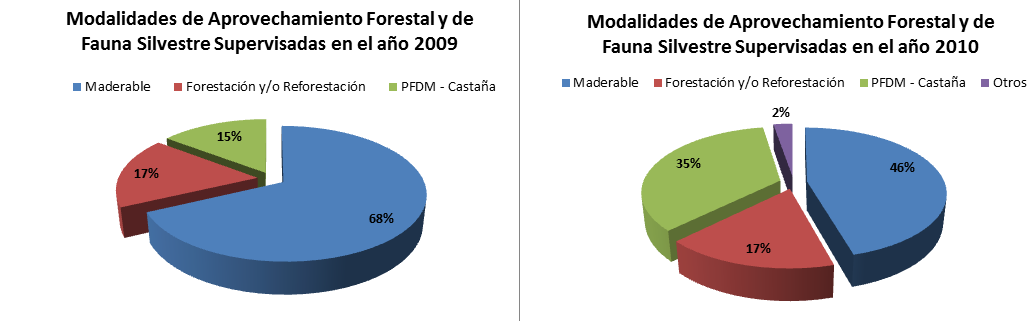 Modalidades de Aprovechamiento Forestal y de
Fauna Silvestre Supervisadas en el año 2009
Maderable Forestación y/o Reforestación PFDM - Castaña
15%
17%
68%
Modalidades de Aprovechamiento Forestal y de
Fauna Silvestre Supervisadas en el año 2010
Maderable Forestación y/o Reforestación PFDM - Castaña Otros
2%
35%
46%
17%